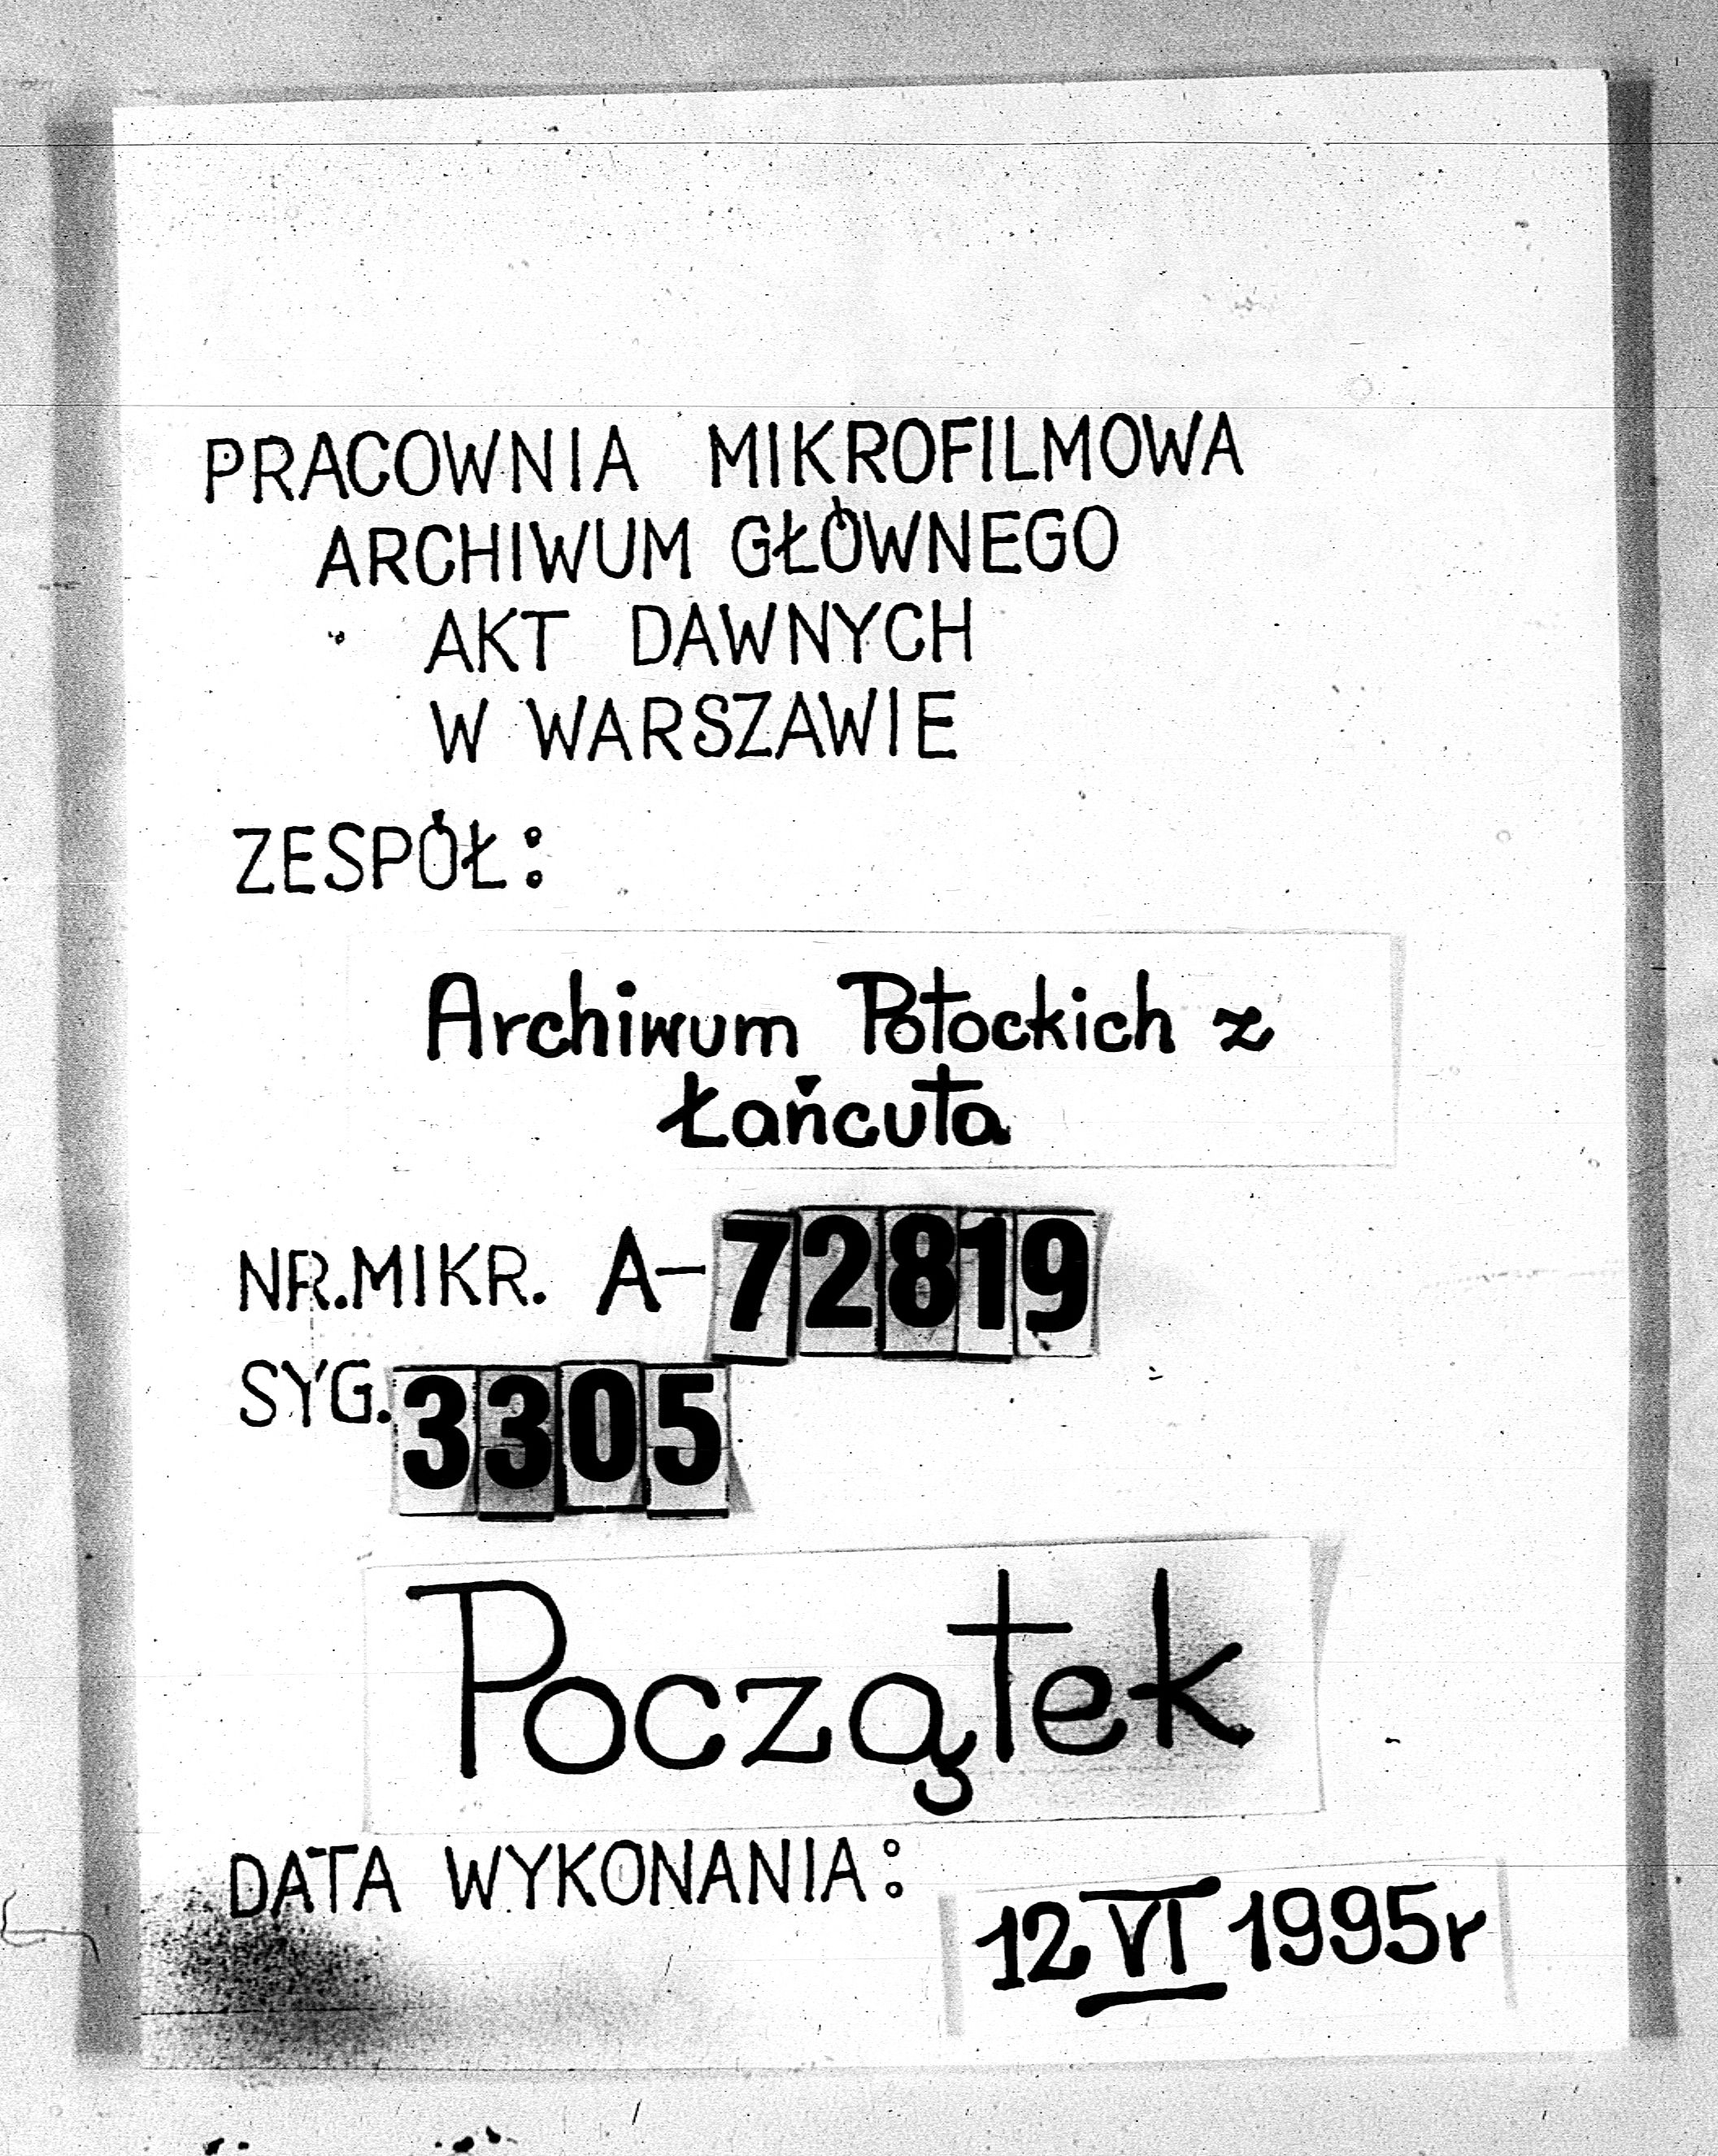 PRACOWNIA MIKROFILMOWA
ARCHIWUM GŁÓWNEGO
AKT DAWNYCH
W WARSZAWIE
ZESPÓŁ:
Archiwum Potockich z
Łańcuta
NR. MIKR. A-72819
SYG. 3305
Początek
DATA WYKONANIA: 12 VI 1995r